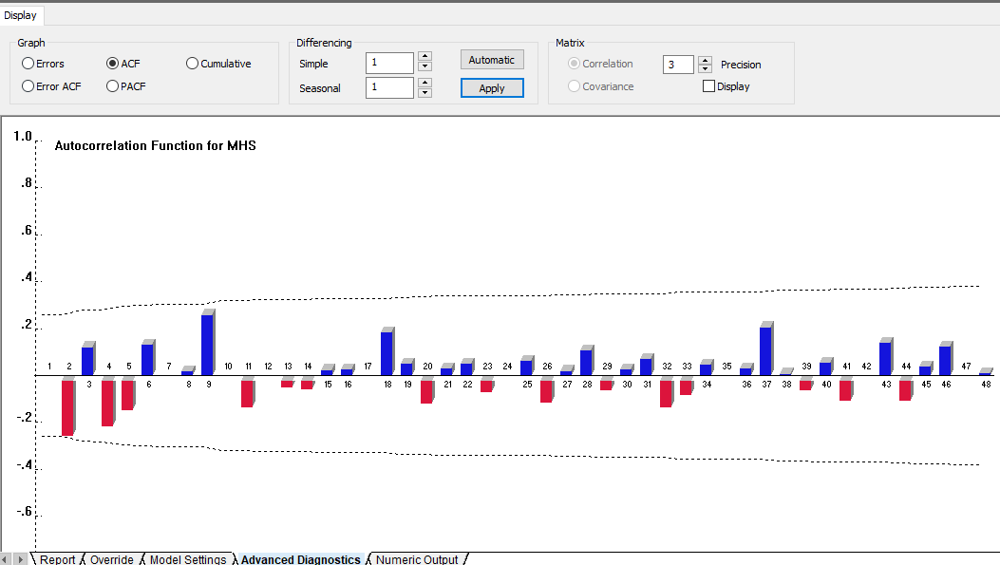 Display
Graph
Errors ACF Cumulative
Error ACF PACF
Differencing
Simple 1 Automatic
Seasonal 1 Apply
Matrix
Correlation 3 Precision
Covariance Display
Autocorrelation Function for MHS
1.0
.8
.6
.4
.2
-.2
-.4
-.6
1 2 4 5 7 10 11 12 13 14 17 20 23 24 26 29 32 33 35 39 41 42 44 47
3 6 8 9 15 16 18 19 21 22 25 27 28 30 31 34 36 37 38 40 43 45 46 48
Report Override Model Settings Advanced Diagnostics Numeric Output